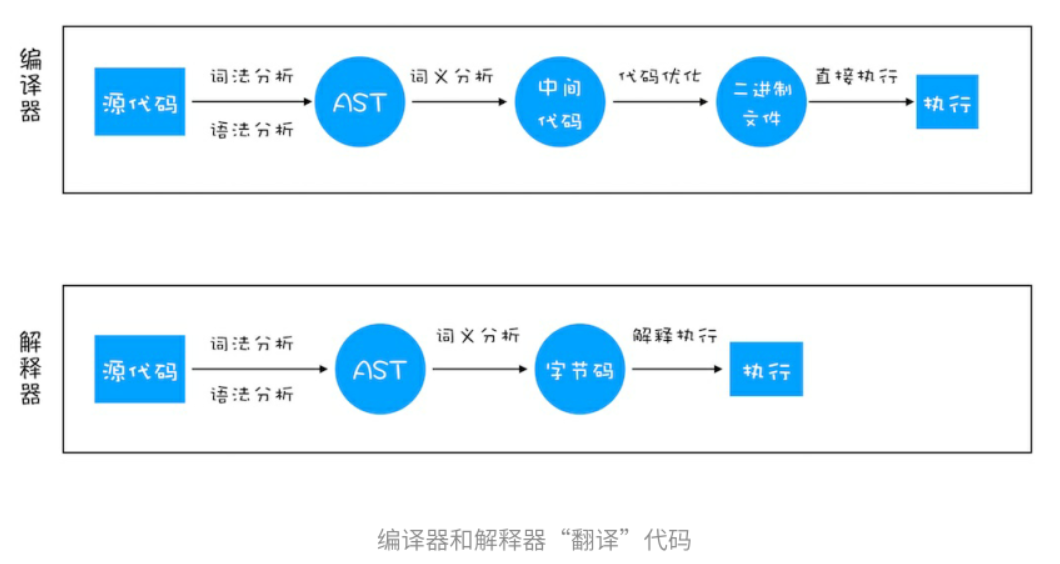 编译器
源代码
词法分析
语法分析
AST
词义分析
中间
代码
代码优化
二进制
文件
直接执行
执行
解释器
源代码
词法分析
语法分析
AST
词义分析
字节码
解释执行
执行
编译器和解释器“翻译”代码